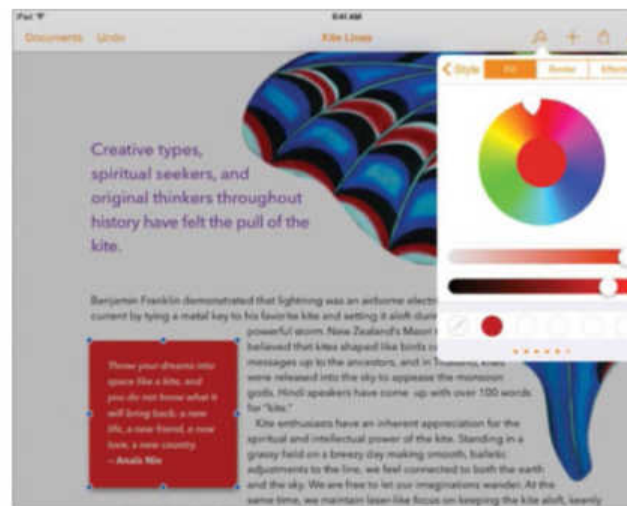 iPad 9:41 AM
Documents Undo Kite Lines
Style Fill Border Effects
Creative types,
spiritual seekers, and
original thinkers throughout
history have felt the pull of the
kite.
Benjamin Franklin demonstrated that lightning was an airborne
current by tying a metal key to his favorite kite and setting it aloft
powerful storm. New Zealand's Maori
believed that kites shaped like birds
messages up to the ancestors, and in Thailand, kites
were released into the sky to appease the monsoon
gods. Hindi speakers have come up with over 100 words
for "kite."
Throw your dreams into
space like a kite, and
you do not know what it
will bring back: a new
life, a new friend, a new
love, a new country.
– Anaïs Nin
Kite enthusiasts have an inherent appreciation for the
spiritual and intellectual power of the kite. Standing in a
grassy field on a breezy day making smooth, balletic
adjustments to the line, we feel connected to both the earth
and the sky. We are free to let our imaginations wander. At the
same time, we maintain laser-like focus on keeping the kite aloft, keenly